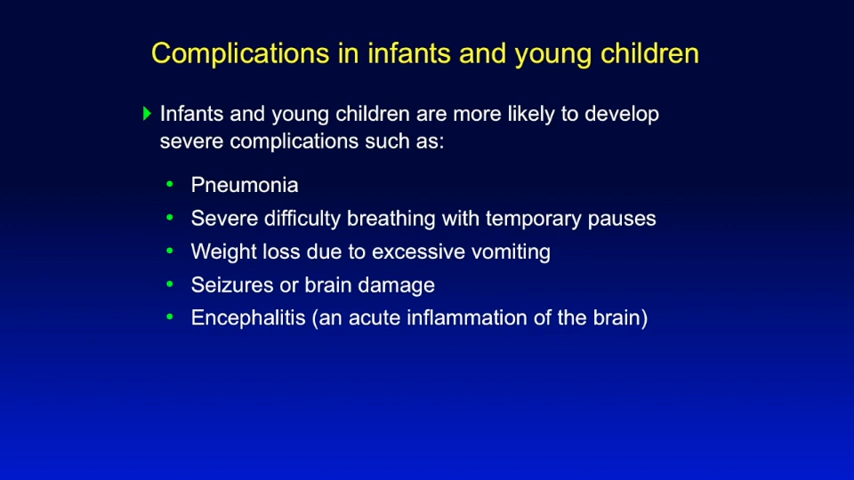 Complications in infants and young children
Infants and young children are more likely to develop
severe complications such as:
• Pneumonia
• Severe difficulty breathing with temporary pauses
• Weight loss due to excessive vomiting
• Seizures or brain damage
• Encephalitis (an acute inflammation of the brain)